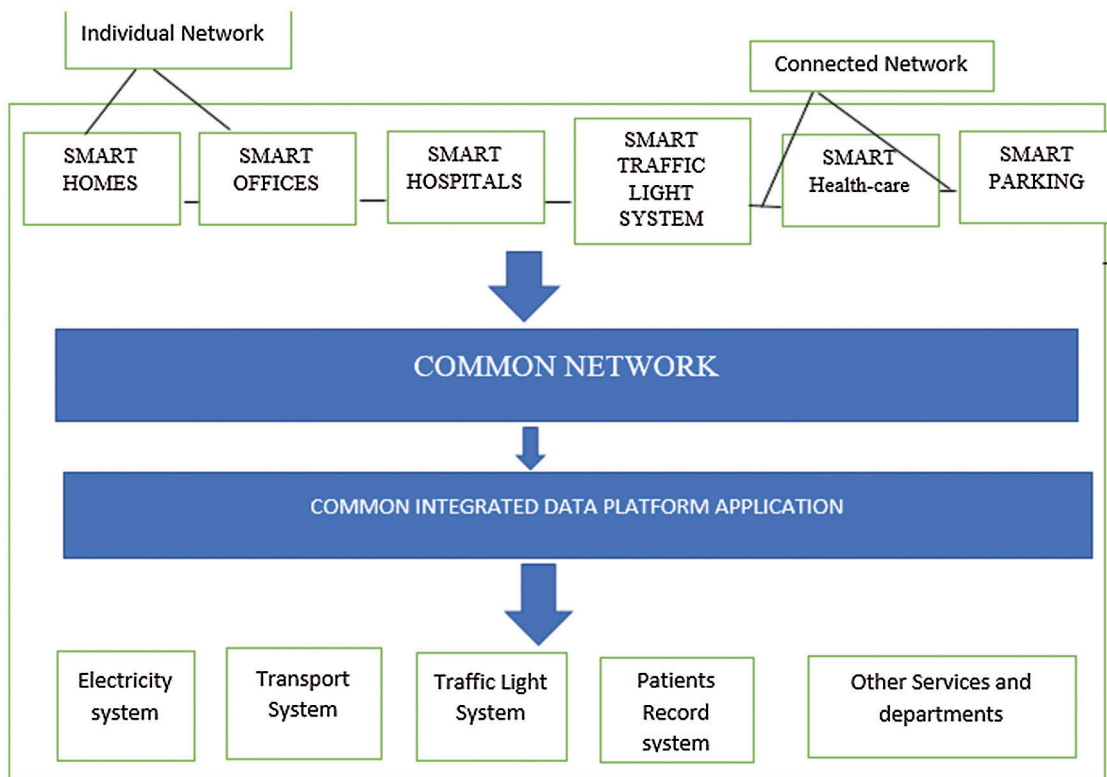 Individual Network
Connected Network
SMART
HOMES
SMART
OFFICES
SMART
HOSPITALS
SMART
TRAFFIC
LIGHT
SYSTEM
SMART
Health-care
SMART
PARKING
COMMON NETWORK
COMMON INTEGRATED DATA PLATFORM APPLICATION
Electricity
system
Transport
System
Traffic Light
System
Patients
Record
system
Other Services and
departments